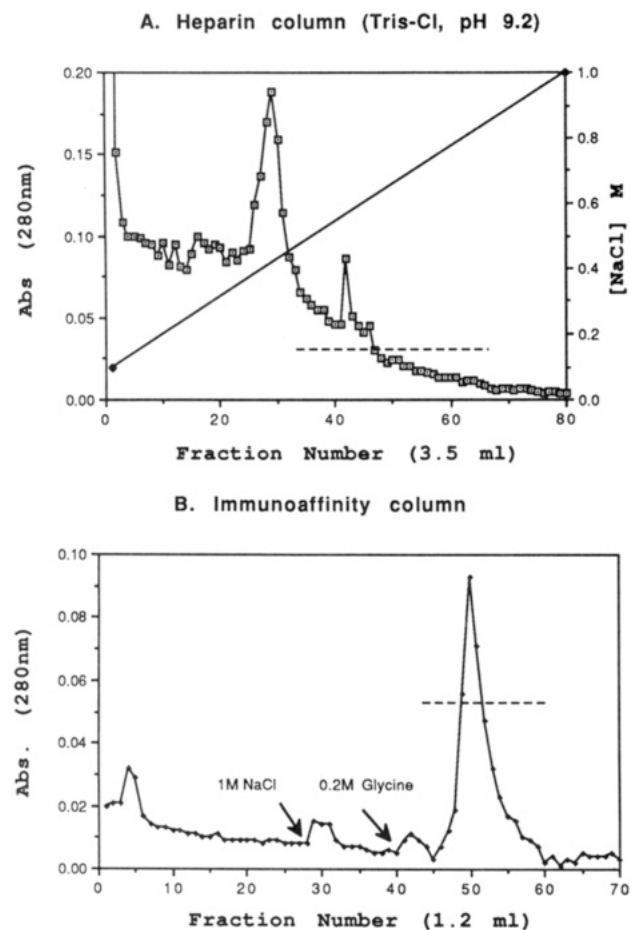 A. Heparin column (Tris-Cl, pH 9.2)
0.20
0.15
0.10
0.05
0.00
Abs (280nm)
1.0
0.8
0.6
0.4
0.2
0.0
[NaCl] M
0 20 40 60 80
Fraction Number (3.5 ml)
B. Immunoaffinity column
0.10
0.08
0.06
0.04
0.02
0.00
Abs. (280nm)
1M NaCl
0.2M Glycine
0 10 20 30 40 50 60 70
Fraction Number (1.2 ml)